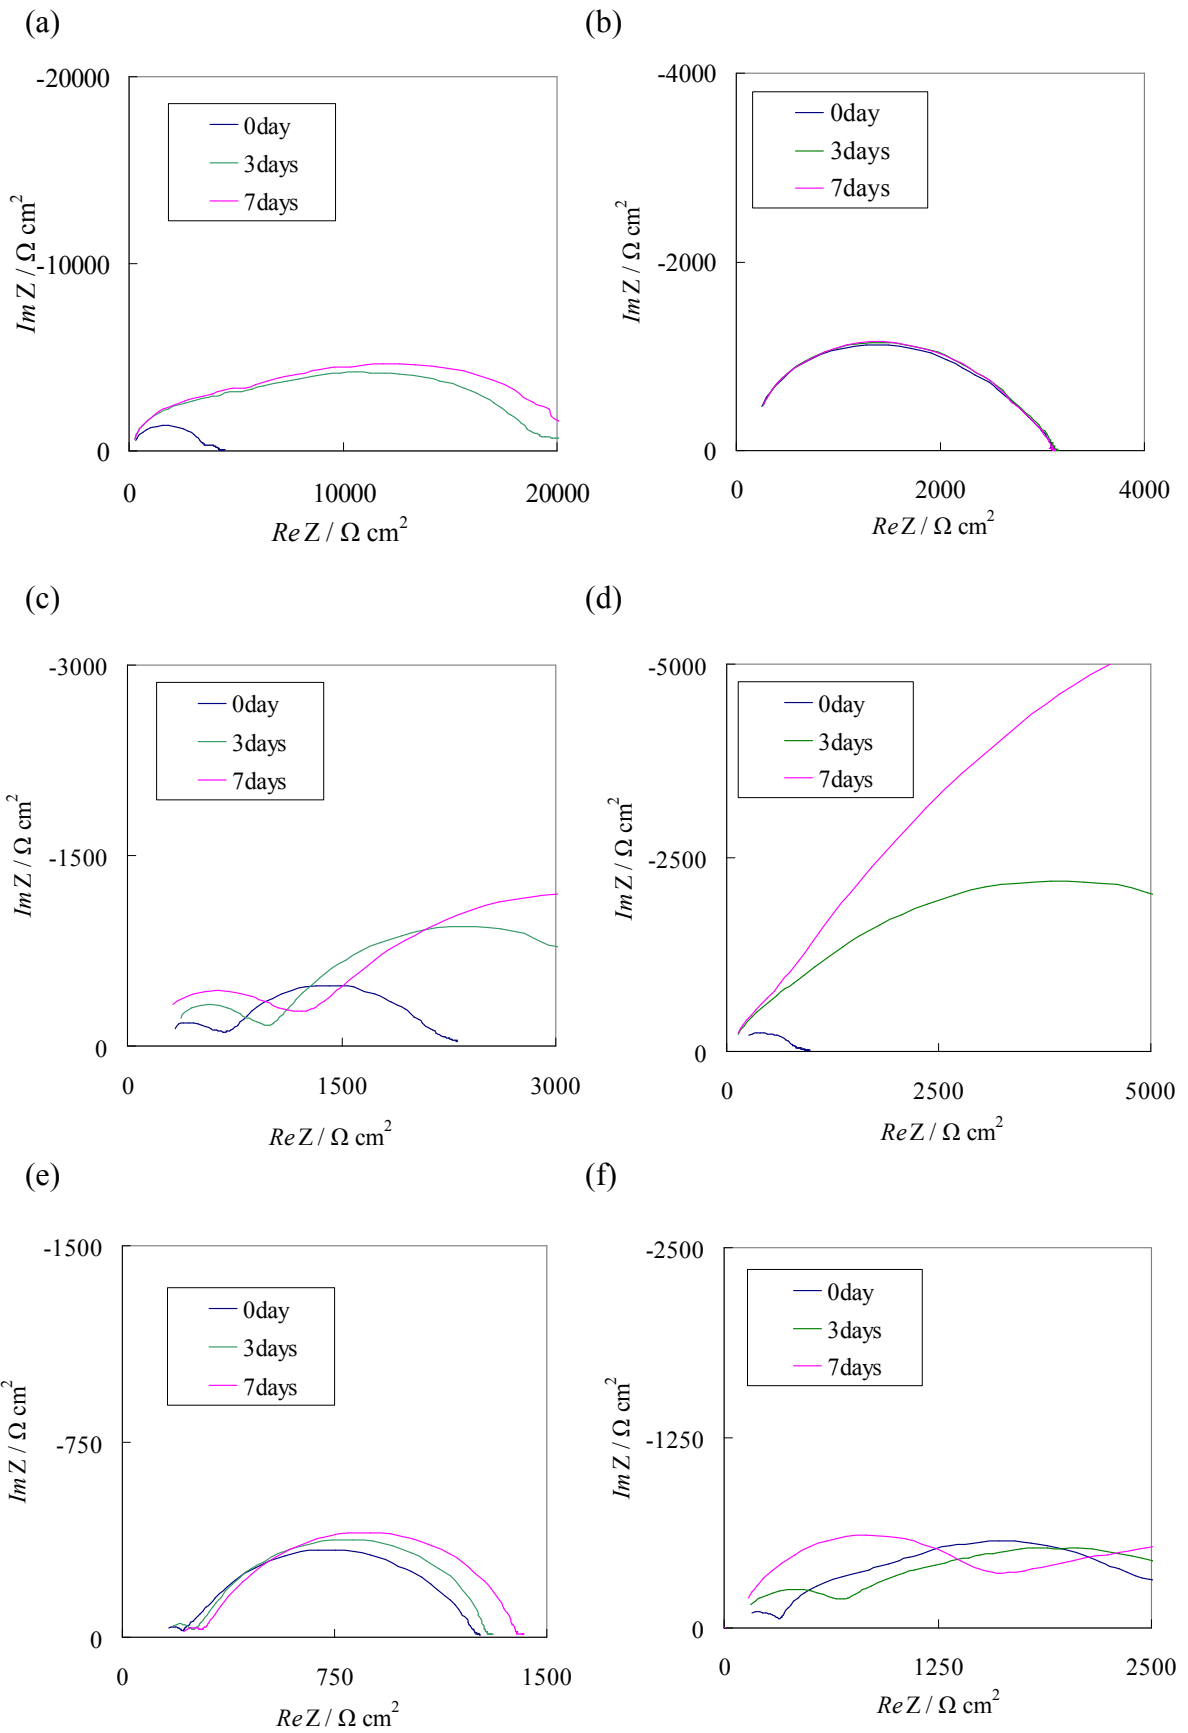 (a)
-20000
0day
3days
7days
-10000
0
0
10000
20000
Im Z / Ω cm²
Re Z / Ω cm²
(b)
-4000
0day
3days
7days
-2000
0
0
2000
4000
Im Z / Ω cm²
Re Z / Ω cm²
(c)
-3000
0day
3days
7days
-1500
0
0
1500
3000
Im Z / Ω cm²
Re Z / Ω cm²
(d)
-5000
0day
3days
7days
-2500
0
0
2500
5000
Im Z / Ω cm²
Re Z / Ω cm²
(e)
-1500
0day
3days
7days
-750
0
0
750
1500
Im Z / Ω cm²
Re Z / Ω cm²
(f)
-2500
0day
3days
7days
-1250
0
0
1250
2500
Im Z / Ω cm²
Re Z / Ω cm²